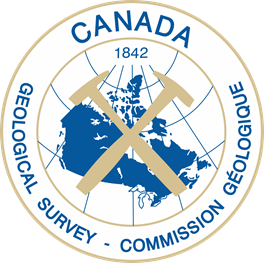 CANADA
1842
GEOLOGICAL SURVEY - COMMISSION GÉOLOGIQUE